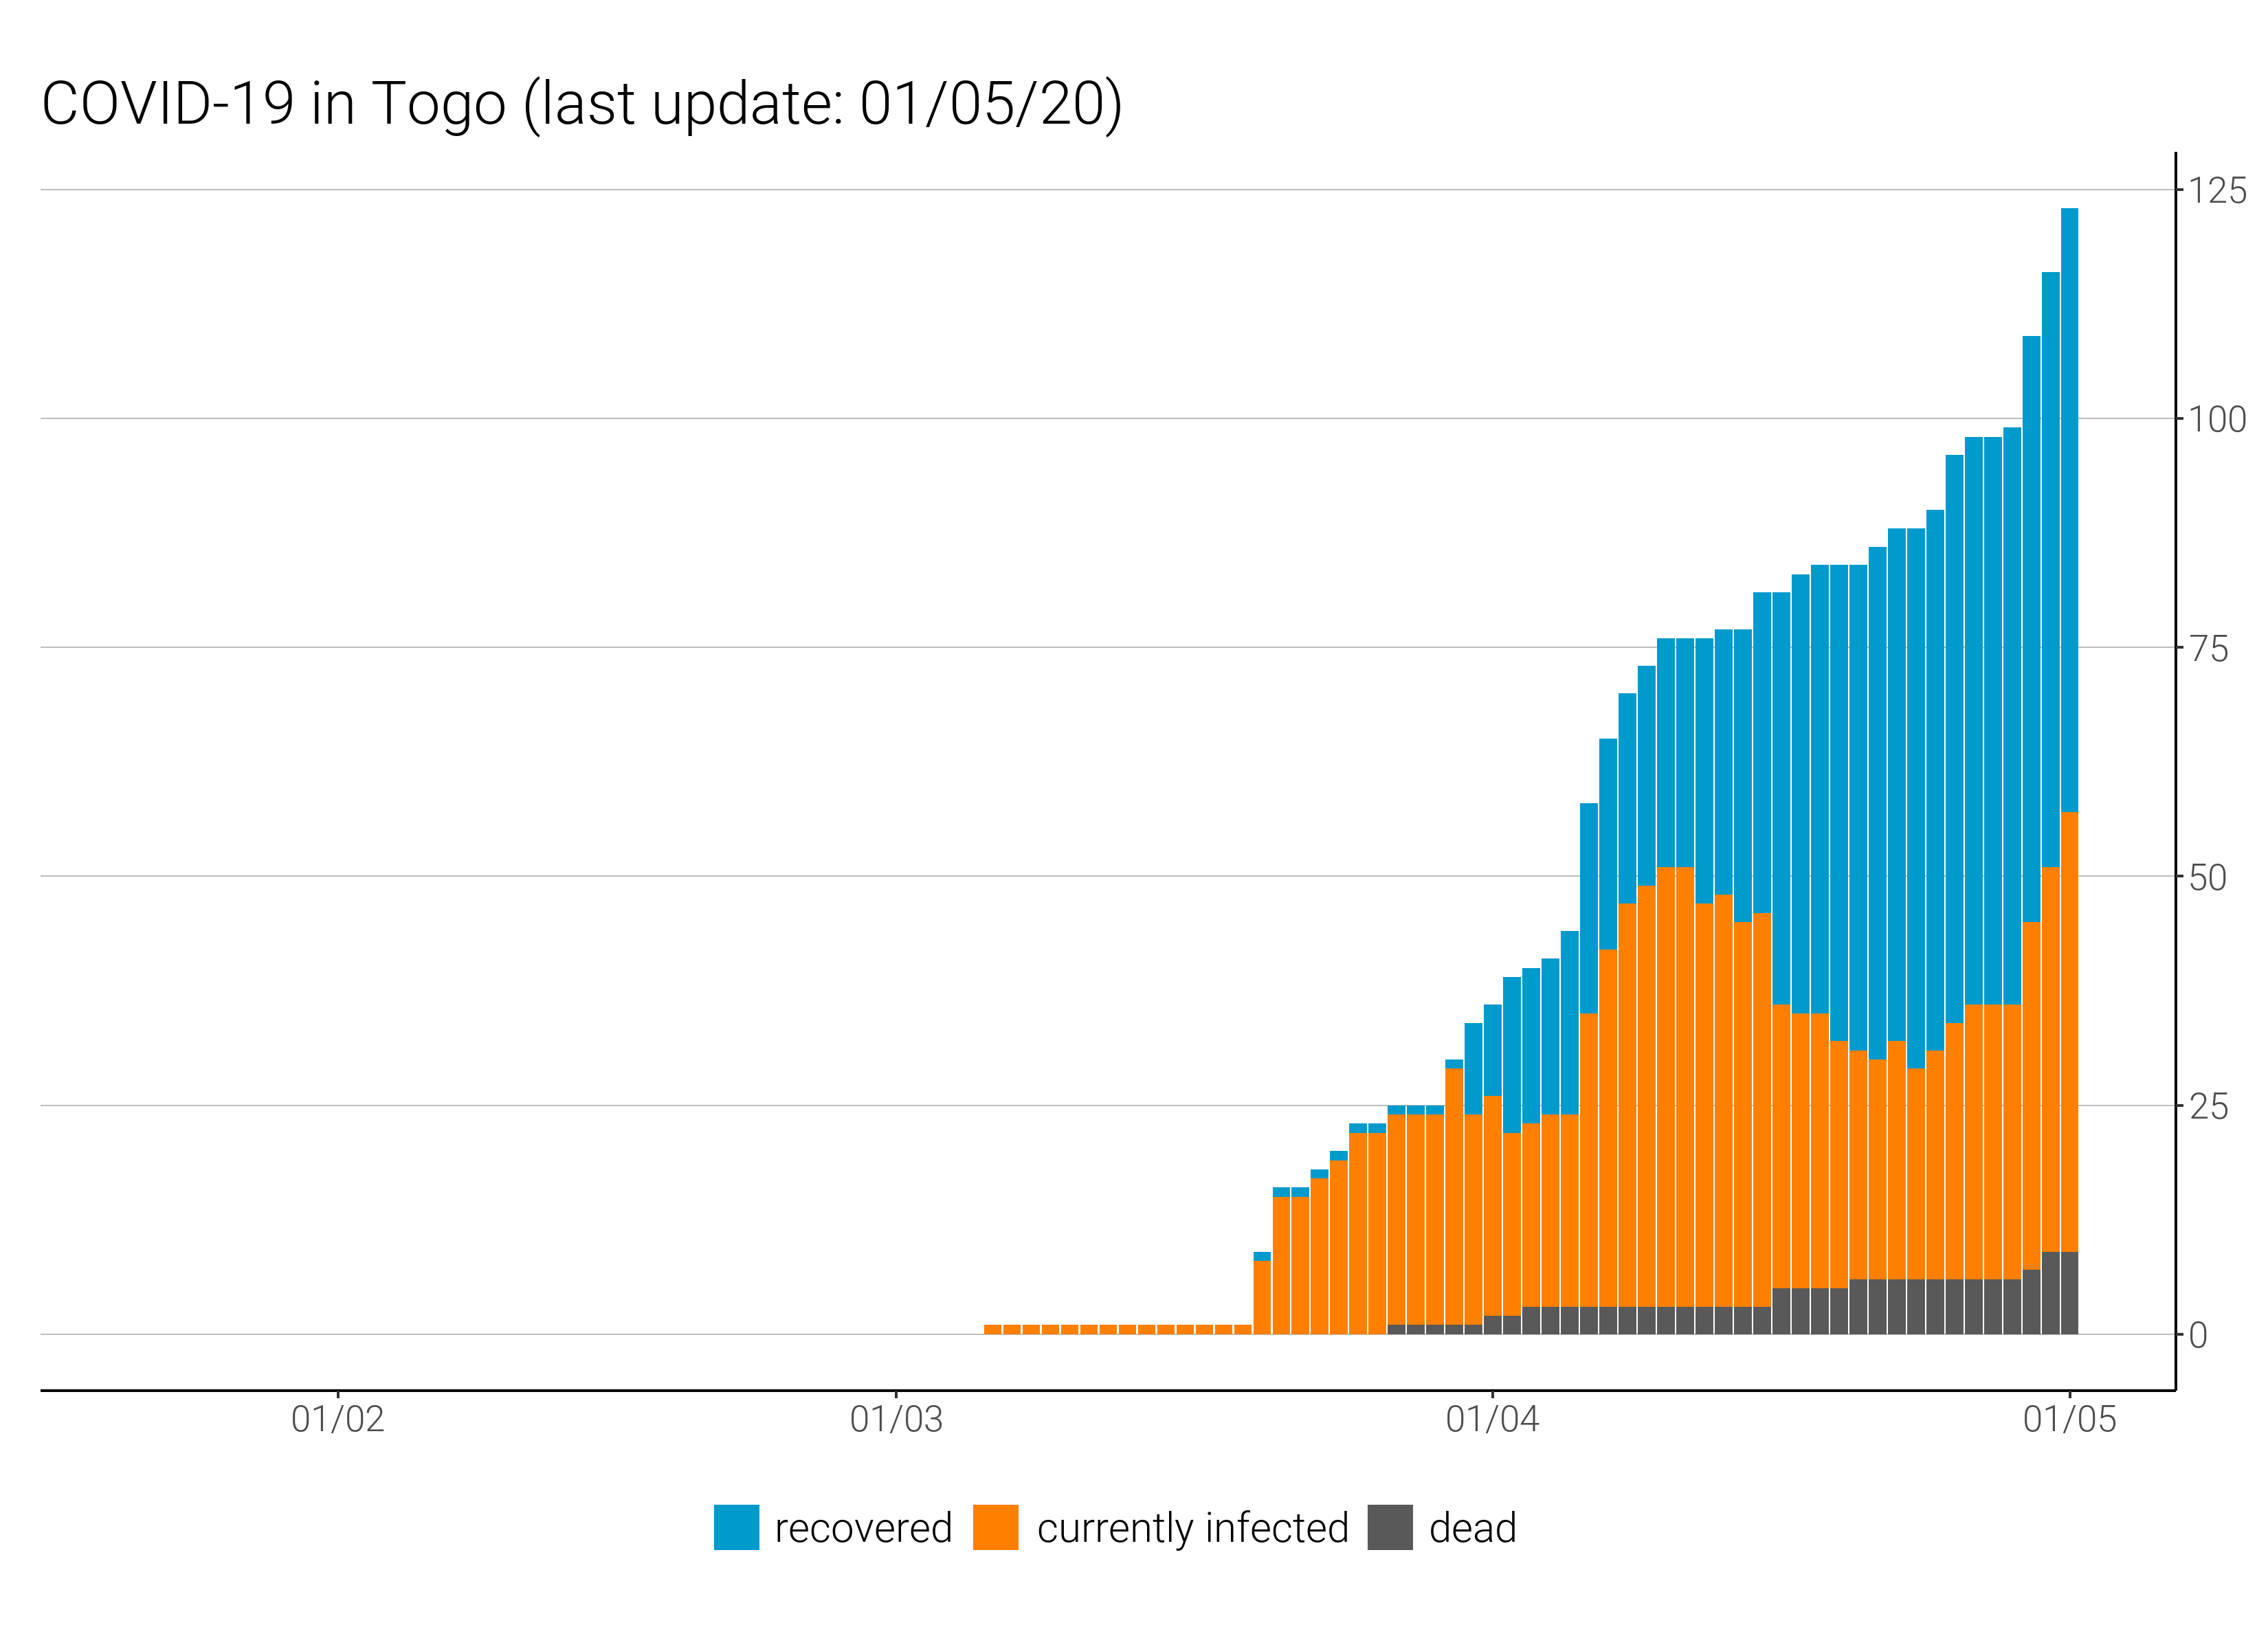 COVID-19 in Togo (last update: 01/05/20)
125
100
75
50
25
0
01/02 01/03 01/04 01/05
recovered currently infected dead